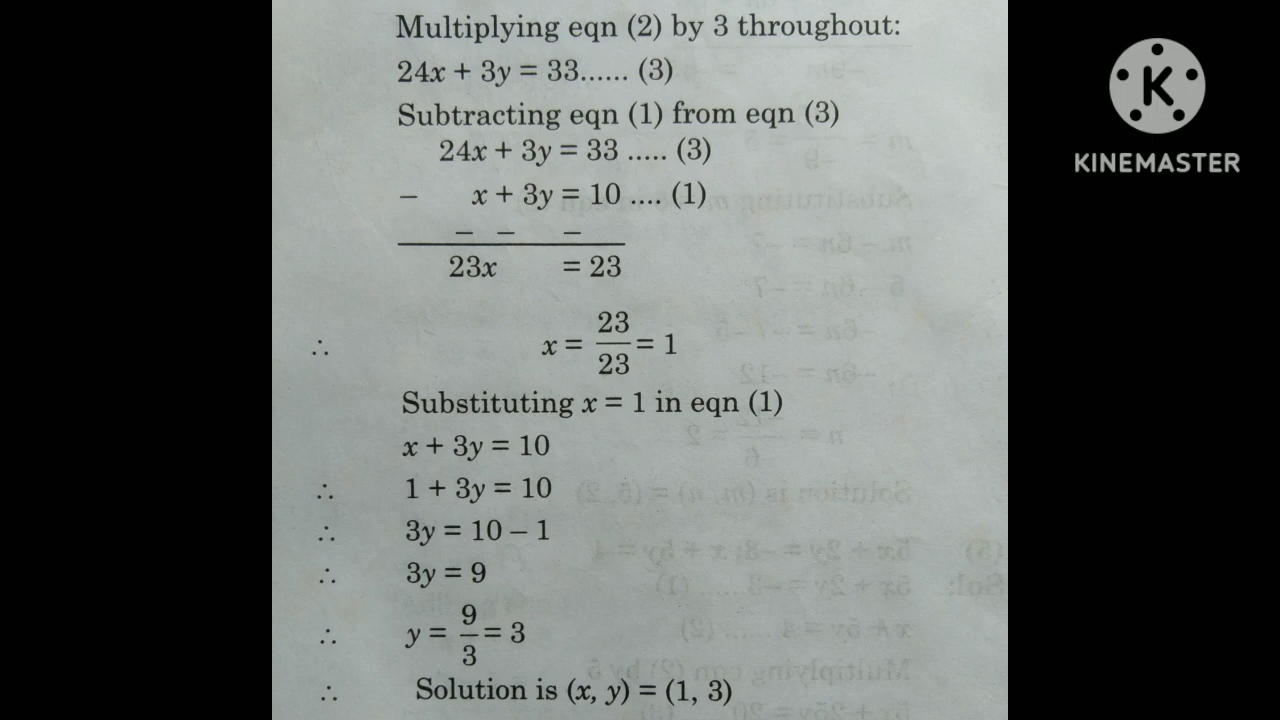 Multiplying eqn (2) by 3 throughout:
24x + 3y = 33...... (3)
Subtracting eqn (1) from eqn (3)
24x + 3y = 33 ..... (3)
− x + 3y = 10 .... (1)
− − −
23x = 23
∴ x = 23/23 = 1
Substituting x = 1 in eqn (1)
x + 3y = 10
∴ 1 + 3y = 10
∴ 3y = 10 – 1
∴ 3y = 9
∴ y = 9/3 = 3
∴ Solution is (x, y) = (1, 3)
K
KINEMASTER